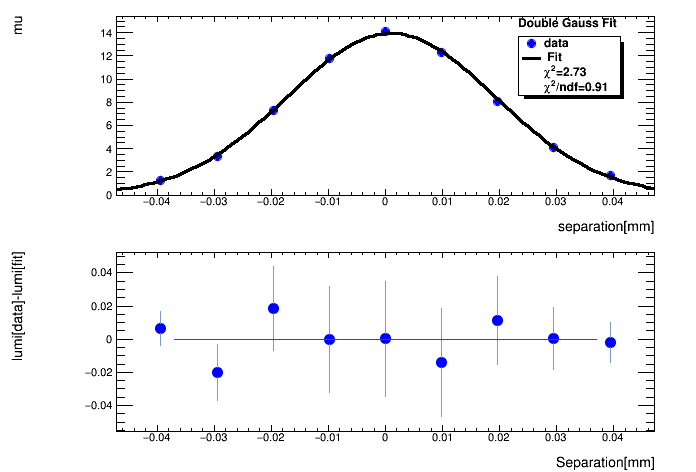 mu
Double Gauss Fit
data
Fit
χ²=2.73
χ²/ndf=0.91
14
12
10
8
6
4
2
0
−0.04 −0.03 −0.02 −0.01 0 0.01 0.02 0.03 0.04
separation[mm]
lumi[data]-lumi[fit]
0.04
0.02
0
−0.02
−0.04
−0.04 −0.03 −0.02 −0.01 0 0.01 0.02 0.03 0.04
Separation[mm]